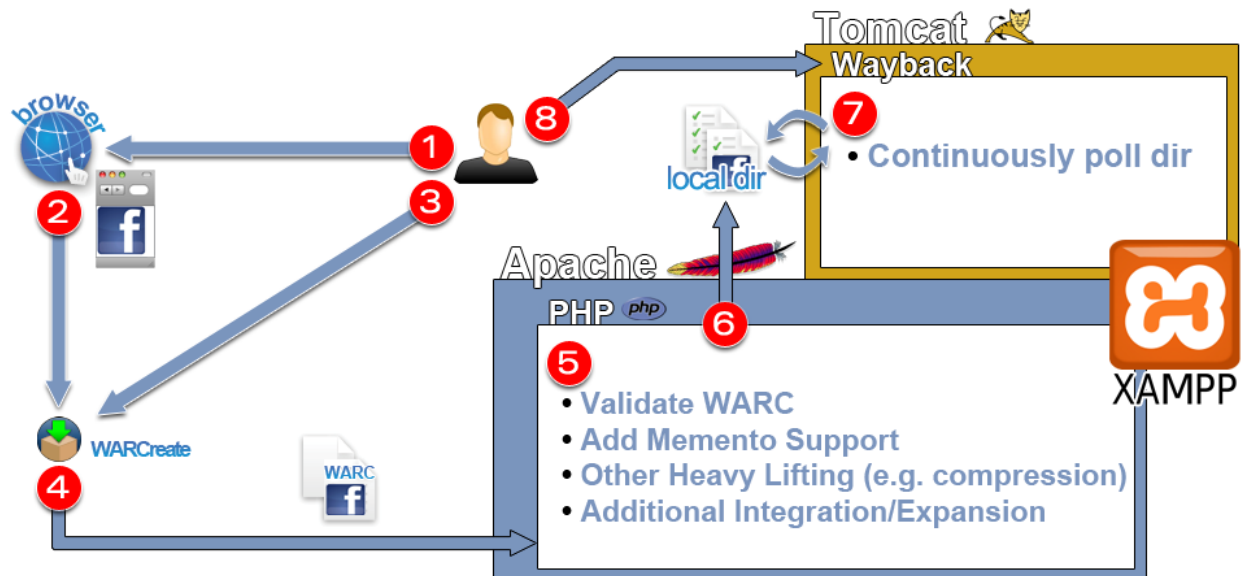 Tomcat
Wayback
browser
1
8
7
• Continuously poll dir
local dir
2
f
3
Apache
PHP php
6
5
XAMPP
• Validate WARC
• Add Memento Support
• Other Heavy Lifting (e.g. compression)
• Additional Integration/Expansion
WARCreate
WARC
f
4